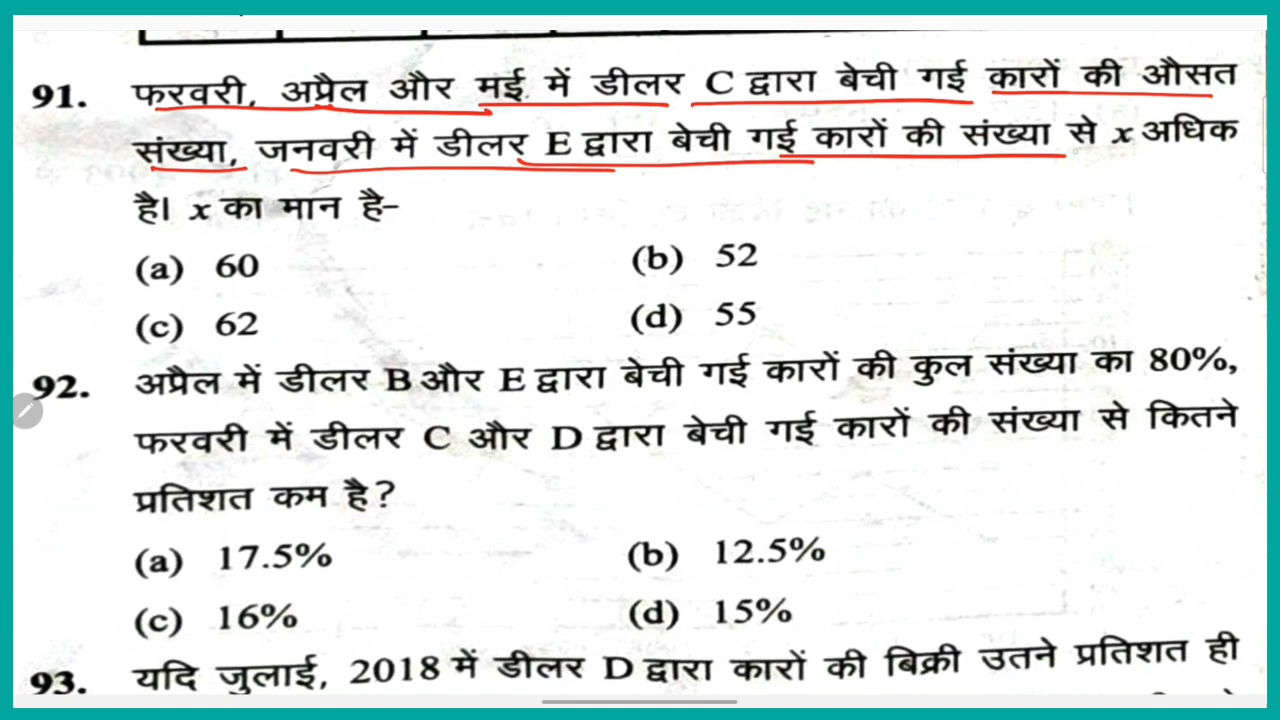 91. फरवरी, अप्रैल और मई में डीलर C द्वारा बेची गई कारों की औसत
संख्या, जनवरी में डीलर E द्वारा बेची गई कारों की संख्या से x अधिक
है। x का मान है-
(a) 60 (b) 52
(c) 62 (d) 55
92. अप्रैल में डीलर B और E द्वारा बेची गई कारों की कुल संख्या का 80%,
फरवरी में डीलर C और D द्वारा बेची गई कारों की संख्या से कितने
प्रतिशत कम है?
(a) 17.5% (b) 12.5%
(c) 16% (d) 15%
93. यदि जुलाई, 2018 में डीलर D द्वारा कारों की बिक्री उतने प्रतिशत ही